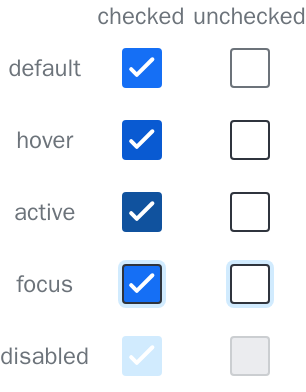 checked unchecked
default
hover
active
focus
disabled